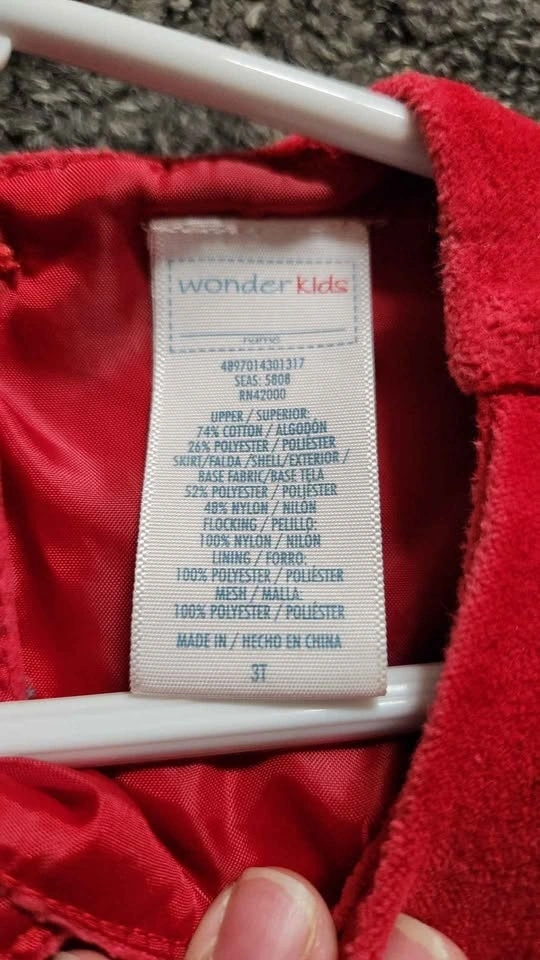 wonder kids
name
4897014301317
SEAS: 5808
RN42000
UPPER / SUPERIOR:
74% COTTON / ALGODÓN
26% POLYESTER / POLIÉSTER
SKIRT/FALDA /SHELL/EXTERIOR /
BASE FABRIC/BASE TELA
52% POLYESTER / POLIÉSTER
48% NYLON / NILÓN
FLOCKING / PELILLO:
100% NYLON / NILÓN
LINING / FORRO:
100% POLYESTER / POLIÉSTER
MESH / MALLA:
100% POLYESTER / POLIÉSTER
MADE IN / HECHO EN CHINA
3T